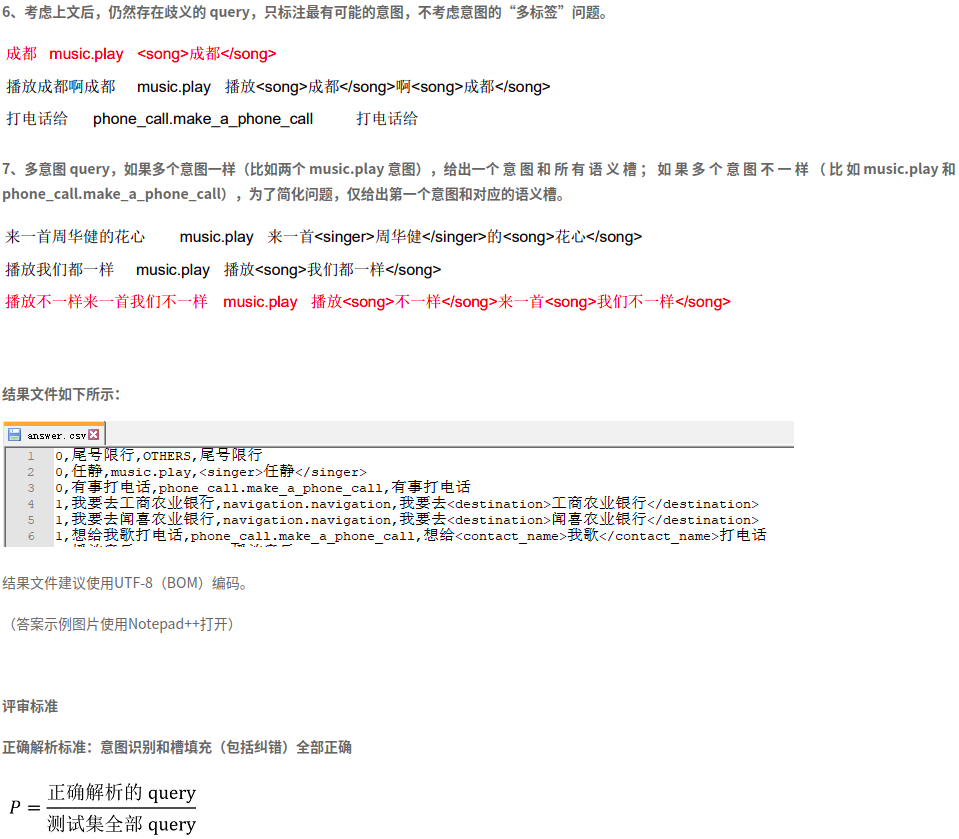 6、考虑上文后，仍然存在歧义的 query，只标注最有可能的意图，不考虑意图的“多标签”问题。
成都 music.play <song>成都</song>
播放成都啊成都 music.play 播放<song>成都</song>啊<song>成都</song>
打电话给 phone_call.make_a_phone_call 打电话给
7、多意图 query，如果多个意图一样（比如两个 music.play 意图），给出一个意图和所有语义槽；如果多个意图不一样（比如music.play和
phone_call.make_a_phone_call），为了简化问题，仅给出第一个意图和对应的语义槽。
来一首周华健的花心 music.play 来一首<singer>周华健</singer>的<song>花心</song>
播放我们都一样 music.play 播放<song>我们都一样</song>
播放不一样来一首我们不一样 music.play 播放<song>不一样</song>来一首<song>我们不一样</song>
结果文件如下所示：
answer.csv
1 0,尾号限行,OTHERS,尾号限行
2 0,任静,music.play,<singer>任静</singer>
3 0,有事打电话,phone_call.make_a_phone_call,有事打电话
4 1,我要去工商农业银行,navigation.navigation,我要去<destination>工商农业银行</destination>
5 1,我要去闻喜农业银行,navigation.navigation,我要去<destination>闻喜农业银行</destination>
6 1,想给我歌打电话,phone_call.make_a_phone_call,想给<contact_name>我歌</contact_name>打电话
结果文件建议使用UTF-8（BOM）编码。
（答案示例图片使用Notepad++打开）
评审标准
正确解析标准：意图识别和槽填充（包括纠错）全部正确
P = 正确解析的 query
测试集全部 query